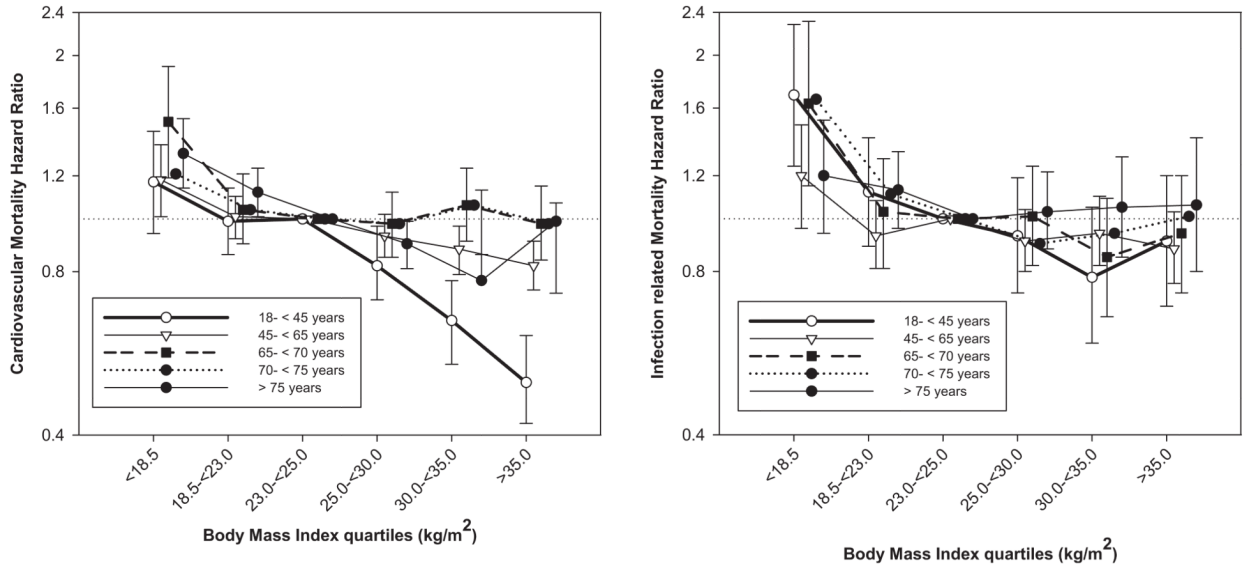 Cardiovascular Mortality Hazard Ratio
2.4
2
1.6
1.2
1
0.8
0.4
18- < 45 years
45- < 65 years
65- < 70 years
70- < 75 years
> 75 years
<18.5
18.5-<23.0
23.0-<25.0
25.0-<30.0
30.0-<35.0
>35.0
Body Mass Index quartiles (kg/m2)
Infection related Mortality Hazard Ratio
2.4
2
1.6
1.2
1
0.8
0.4
18- < 45 years
45- < 65 years
65- < 70 years
70- < 75 years
> 75 years
<18.5
18.5-<23.0
23.0-<25.0
25.0-<30.0
30.0-<35.0
>35.0
Body Mass Index quartiles (kg/m2)